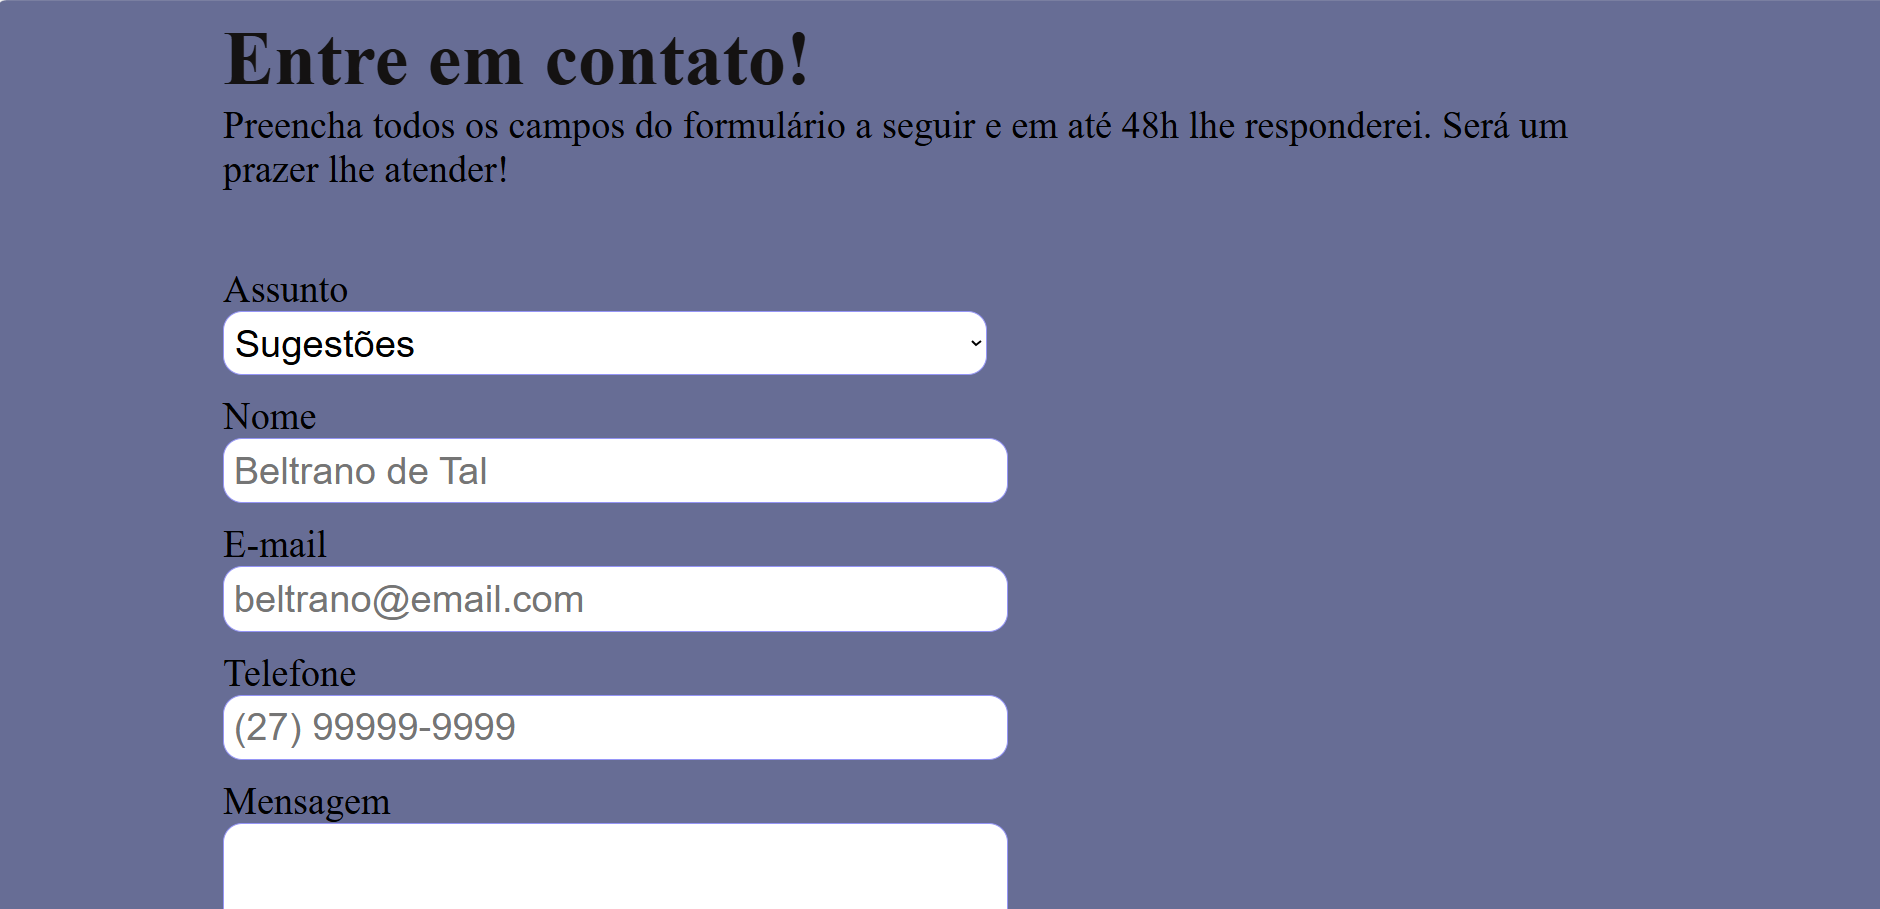 Entre em contato!
Preencha todos os campos do formulário a seguir e em até 48h lhe responderei. Será um
prazer lhe atender!
Assunto
Sugestões
Nome
Beltrano de Tal
E-mail
beltrano@email.com
Telefone
(27) 99999-9999
Mensagem